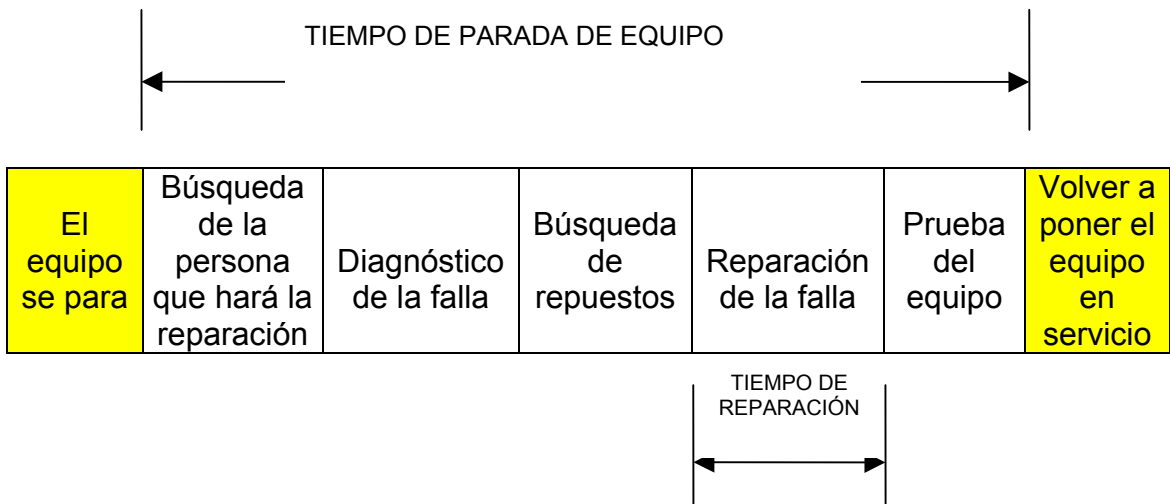 TIEMPO DE PARADA DE EQUIPO
El
equipo
se para
Búsqueda
de la
persona
que hará la
reparación
Diagnóstico
de la falla
Búsqueda
de
repuestos
Reparación
de la falla
Prueba
del
equipo
Volver a
poner el
equipo
en
servicio
TIEMPO DE
REPARACIÓN